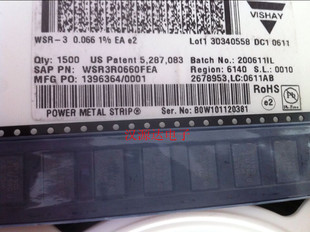 VISHAY
WSR-3 0.066 1% EA e2 Lot1 30340558 DC1 0611
Qty: 1500 US Patent 5,287,083 Batch No.: 200611IL
SAP PN: WSR3R0660FEA Region: 6140 S.L.: 0010
MFG PO: 1396364/0001 2678953,LC:0611AB
RoHS
e2
POWER METAL STRIP® Ser. No: B0W101120381